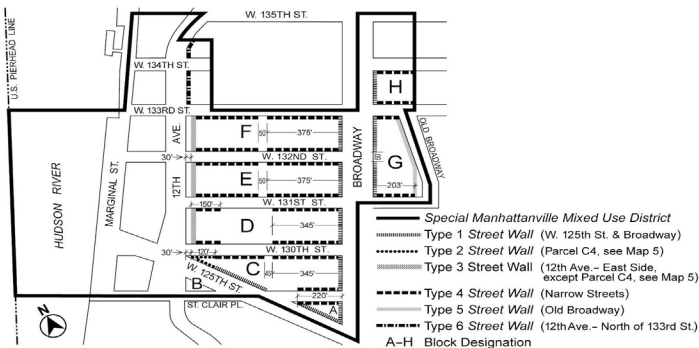 W. 135TH ST.
U.S. PIERHEAD LINE
W. 134TH ST.
H
W. 133RD ST.
AVE.
F
50'
375'
BROADWAY
OLD BROADWAY
30'
W. 132ND ST.
G
HUDSON RIVER
MARGINAL ST.
12TH
E
50'
375'
203'
W. 131ST ST.
150'
D
345'
30'
120'
W. 130TH ST.
W. 125TH ST.
C
45'
345'
B
220'
A
ST. CLAIR PL.
N
Special Manhattanville Mixed Use District
Type 1 Street Wall (W. 125th St. & Broadway)
Type 2 Street Wall (Parcel C4, see Map 5)
Type 3 Street Wall (12th Ave.– East Side,
except Parcel C4, see Map 5)
Type 4 Street Wall (Narrow Streets)
Type 5 Street Wall (Old Broadway)
Type 6 Street Wall (12th Ave.– North of 133rd St.)
A–H Block Designation